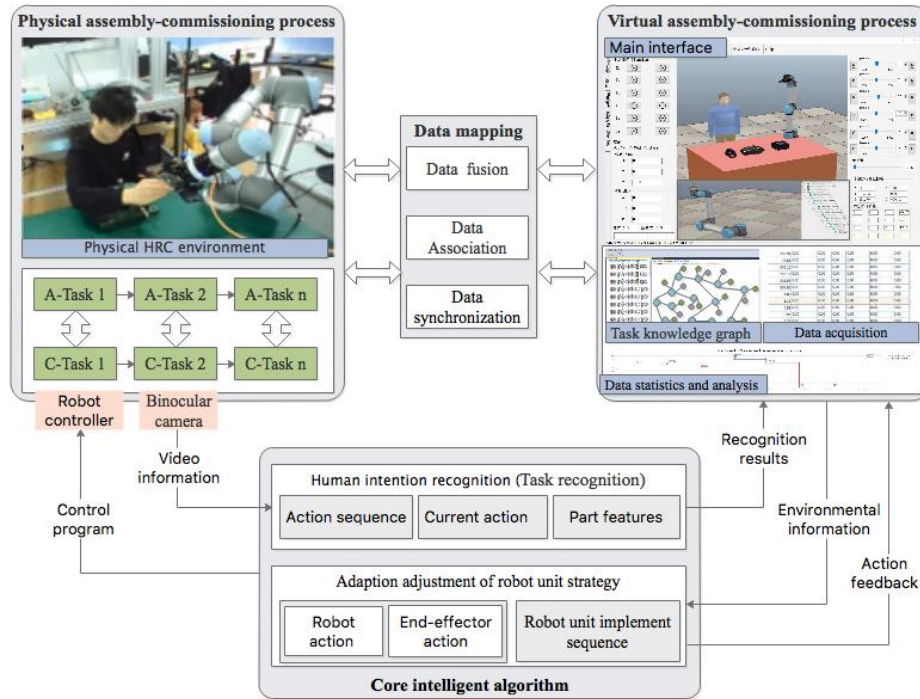 Physical assembly-commissioning process
Physical HRC environment
A-Task 1
A-Task 2
A-Task n
C-Task 1
C-Task 2
C-Task n
Robot
controller
Binocular
camera
Data mapping
Data fusion
Data
Association
Data
synchronization
Virtual assembly-commissioning process
Main interface
Task knowledge graph
Data acquisition
Data statistics and analysis
Video
information
Control
program
Recognition
results
Environmental
information
Action
feedback
Human intention recognition (Task recognition)
Action sequence
Current action
Part features
Adaption adjustment of robot unit strategy
Robot
action
End-effector
action
Robot unit implement
sequence
Core intelligent algorithm